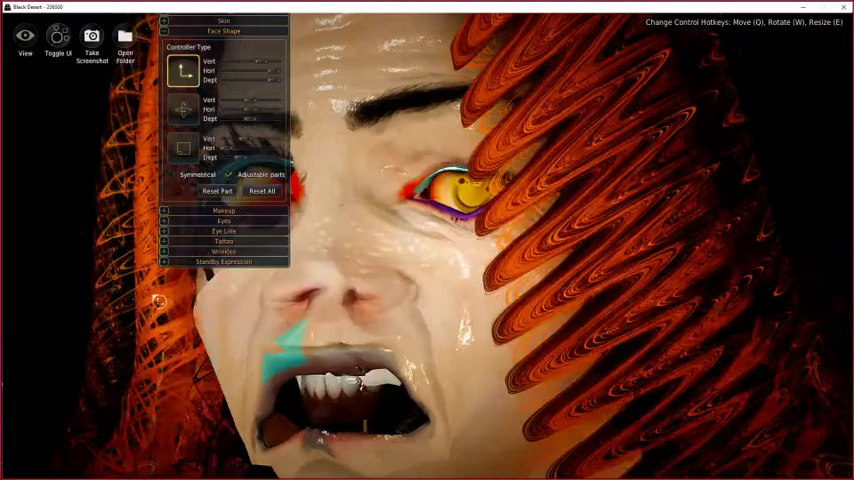 Black Desert - 206500
Change Control Hotkeys: Move (Q), Rotate (W), Resize (E)
View
Toggle UI
Take Screenshot
Open Folder
Skin
Face Shape
Controller Type
Vert
Hori
Dept
Vert
Hori
Dept
Vert
Hori
Dept
Symmetrical
Adjustable parts
Reset Part
Reset All
Makeup
Eyes
Eye Line
Tattoo
Wrinkles
Standby Expression